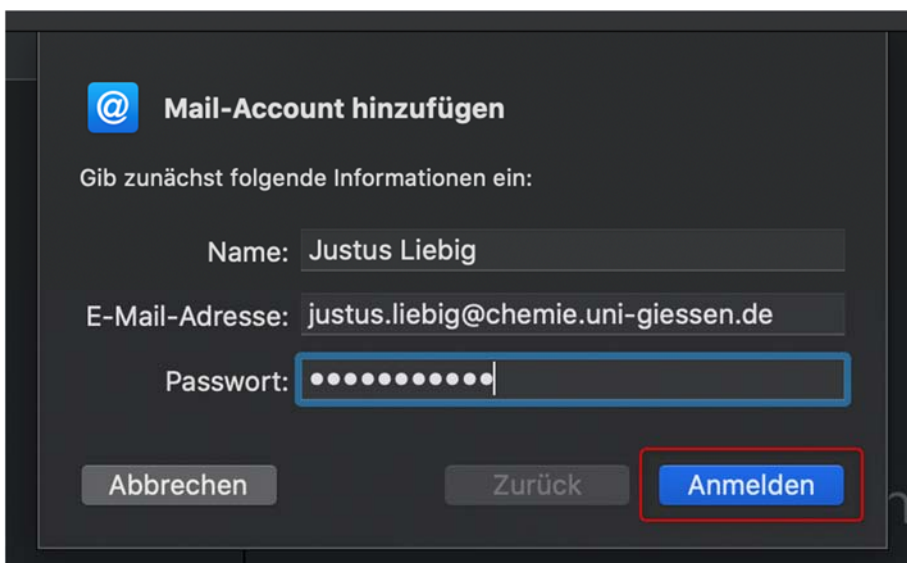 @ Mail-Account hinzufügen
Gib zunächst folgende Informationen ein:
Name: Justus Liebig
E-Mail-Adresse: justus.liebig@chemie.uni-giessen.de
Passwort: ●●●●●●●●●●●
Abbrechen Zurück Anmelden